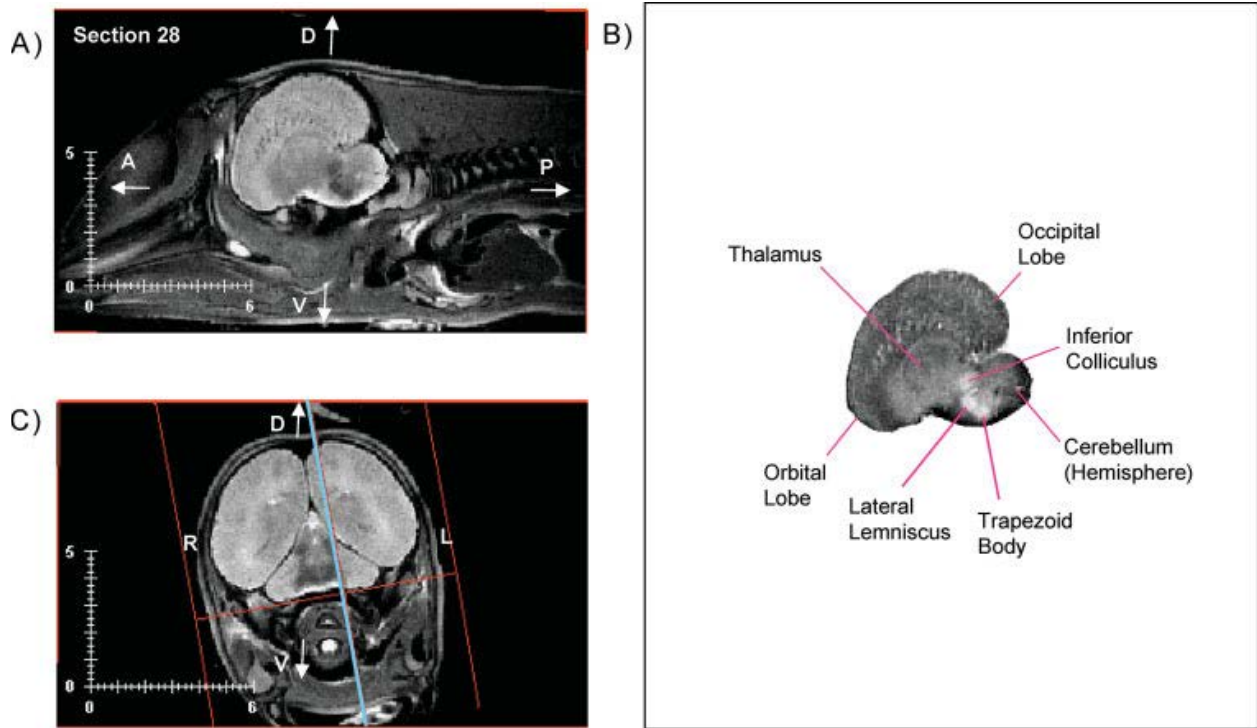 A)
Section 28
D
A
P
V
5
0
0
6
B)
Thalamus
Occipital
Lobe
Inferior
Colliculus
Cerebellum
(Hemisphere)
Trapezoid
Body
Lateral
Lemniscus
Orbital
Lobe
C)
D
R
L
V
5
0
0
6